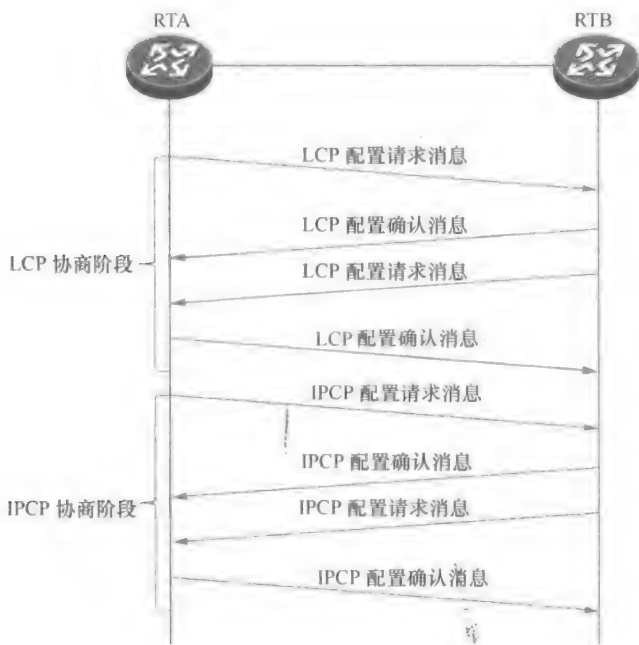 RTA
RTB
LCP 配置请求消息
LCP 配置确认消息
LCP 协商阶段
LCP 配置请求消息
LCP 配置确认消息
IPCP 配置请求消息
IPCP 配置确认消息
IPCP 协商阶段
IPCP 配置请求消息
IPCP 配置确认消息